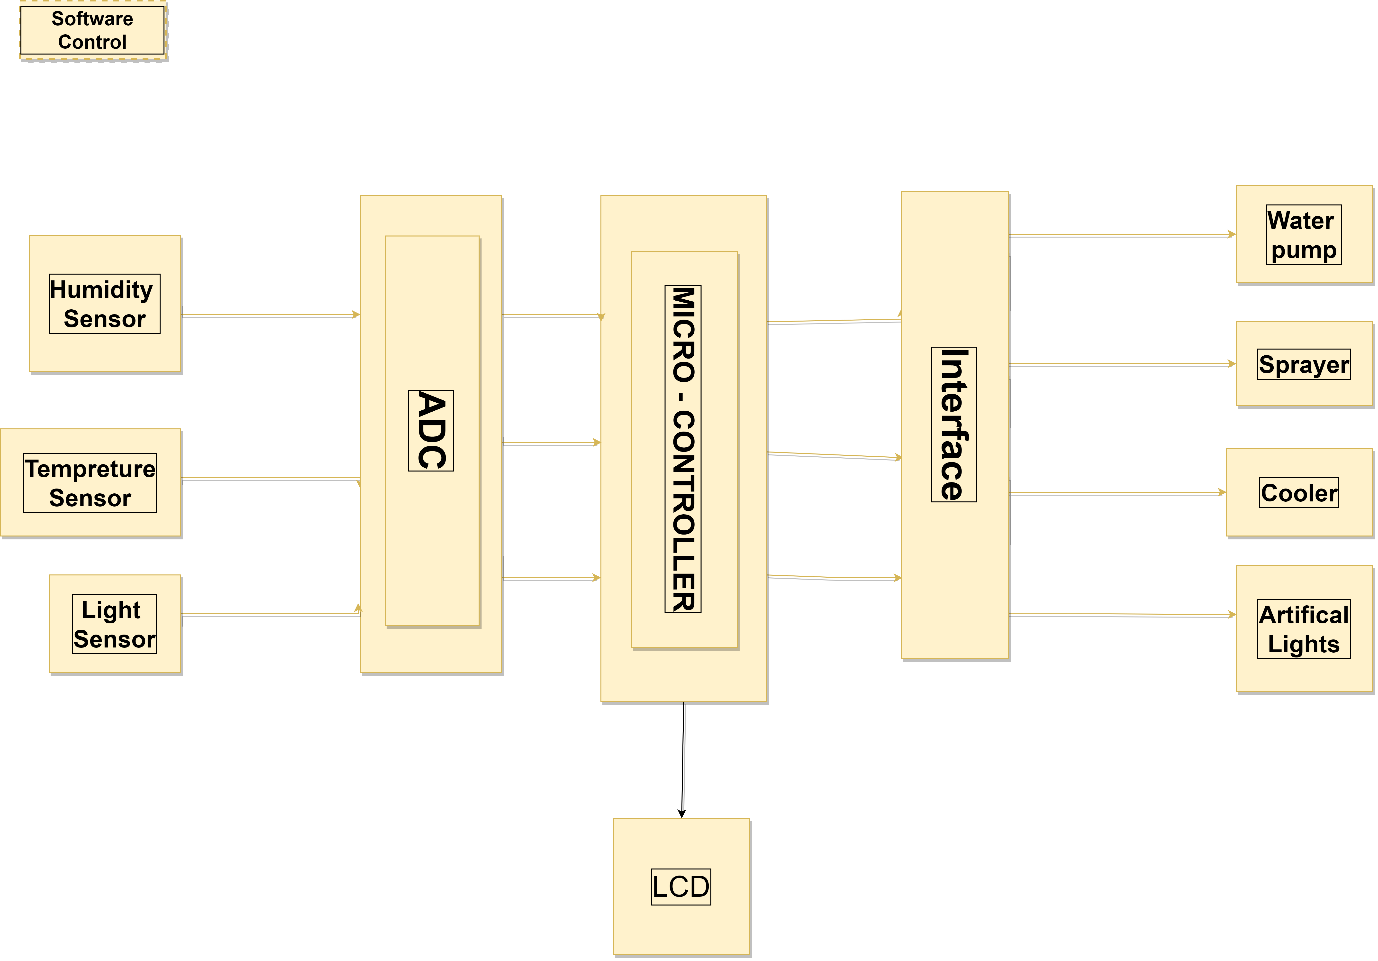 Software
Control
Humidity
Sensor
Tempreture
Sensor
Light
Sensor
ADC
MICRO - CONTROLLER
Interface
Water
pump
Sprayer
Cooler
Artifical
Lights
LCD